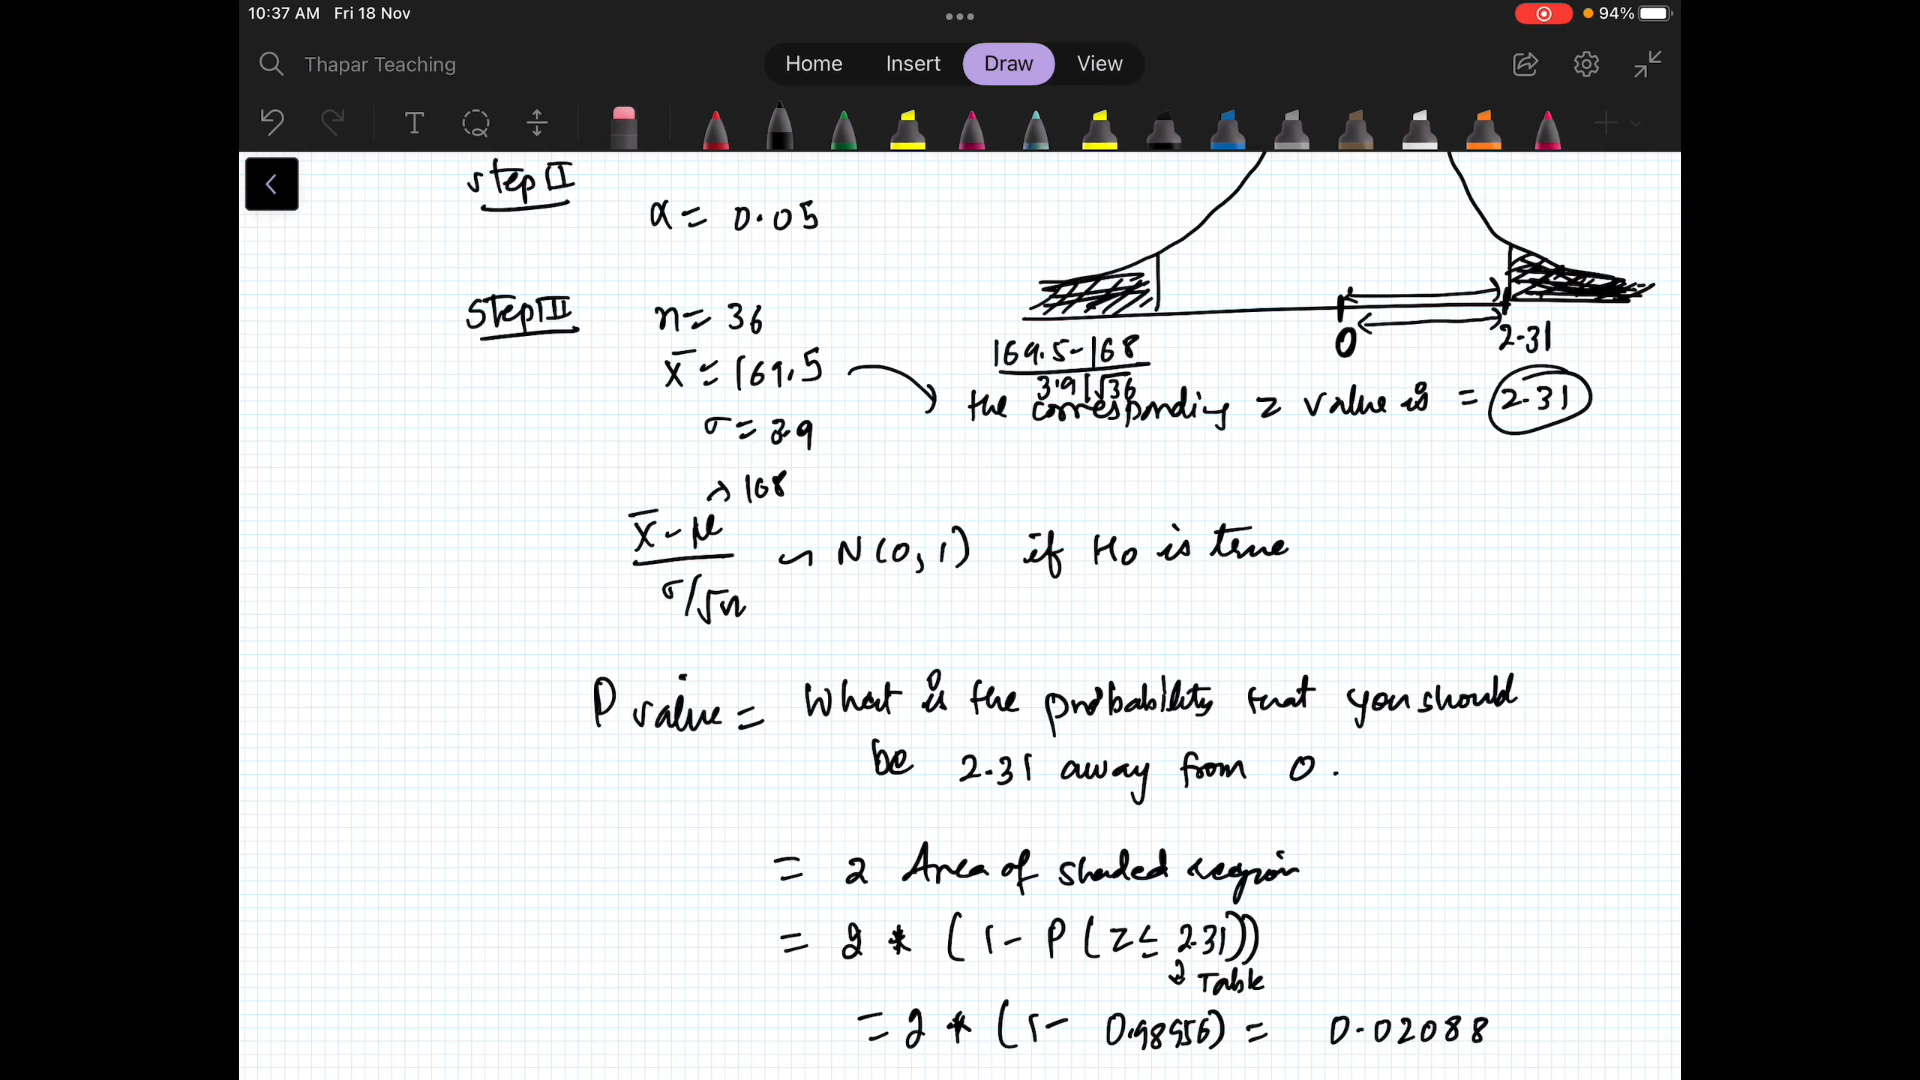 10:37 AM Fri 18 Nov
94%
Thapar Teaching
Home Insert Draw View
T
Step II
α = 0.05
Step III
n = 36
x̄ = 169.5
σ = 3.9
0
2.31
169.5-168
3.9/√36
the corresponding z value is = 2.31
→ 168
x̄ - μ
σ/√n
~ N(0,1) if H0 is true
P value = What is the probability that you should
be 2.31 away from 0.
= 2 Area of shaded region
= 2 * (1 - P(Z ≤ 2.31))
→ Table
= 2 * (1 - 0.98956) = 0.02088